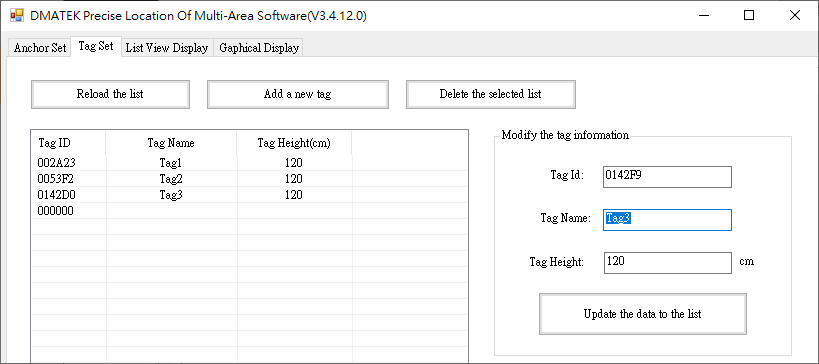 DMATEK Precise Location Of Multi-Area Software(V3.4.12.0)
Anchor Set Tag Set List View Display Gaphical Display
Reload the list Add a new tag Delete the selected list
Tag ID Tag Name Tag Height(cm)
002A23 Tag1 120
0053F2 Tag2 120
0142D0 Tag3 120
000000
Modify the tag information
Tag Id: 0142F9
Tag Name: Tag3
Tag Height: 120 cm
Update the data to the list